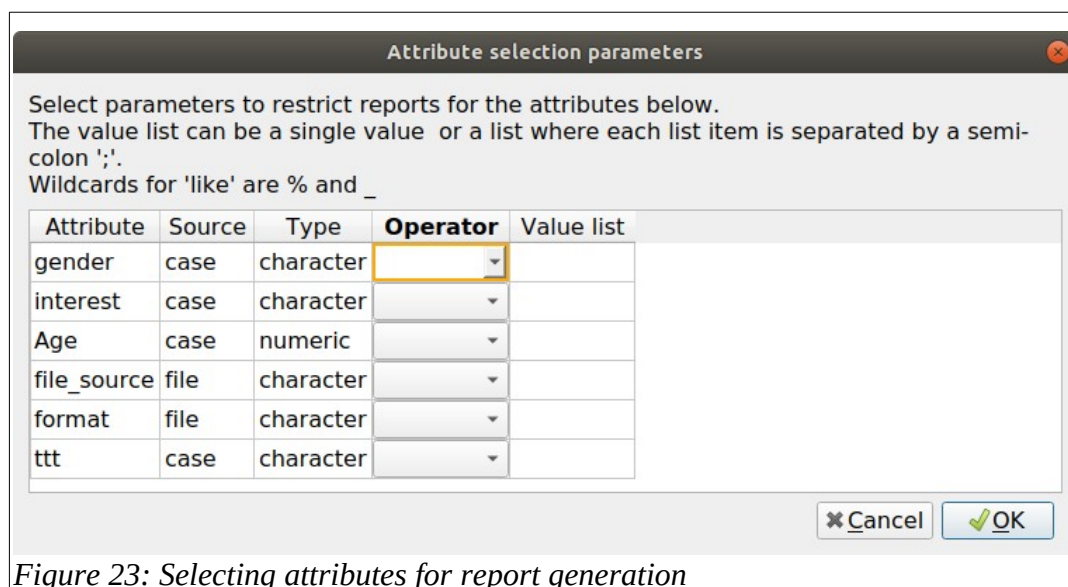 Attribute selection parameters
Select parameters to restrict reports for the attributes below.
The value list can be a single value  or a list where each list item is separated by a semi-
colon ';'.
Wildcards for 'like' are % and _
Attribute Source Type Operator Value list
gender case character
interest case character
Age case numeric
file_source file character
format file character
ttt case character
Cancel OK
Figure 23: Selecting attributes for report generation